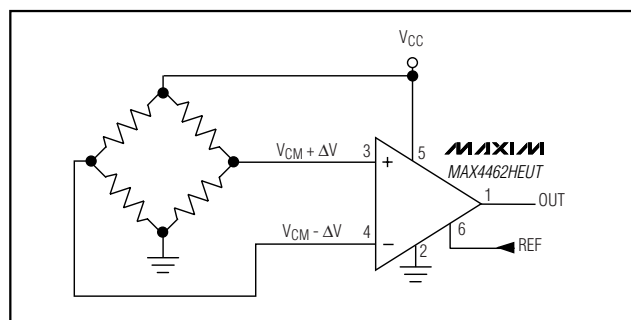 VCC
VCM + ΔV
3
+
5
MAXIM
MAX4462HEUT
1
OUT
6
REF
2
4
−
VCM - ΔV